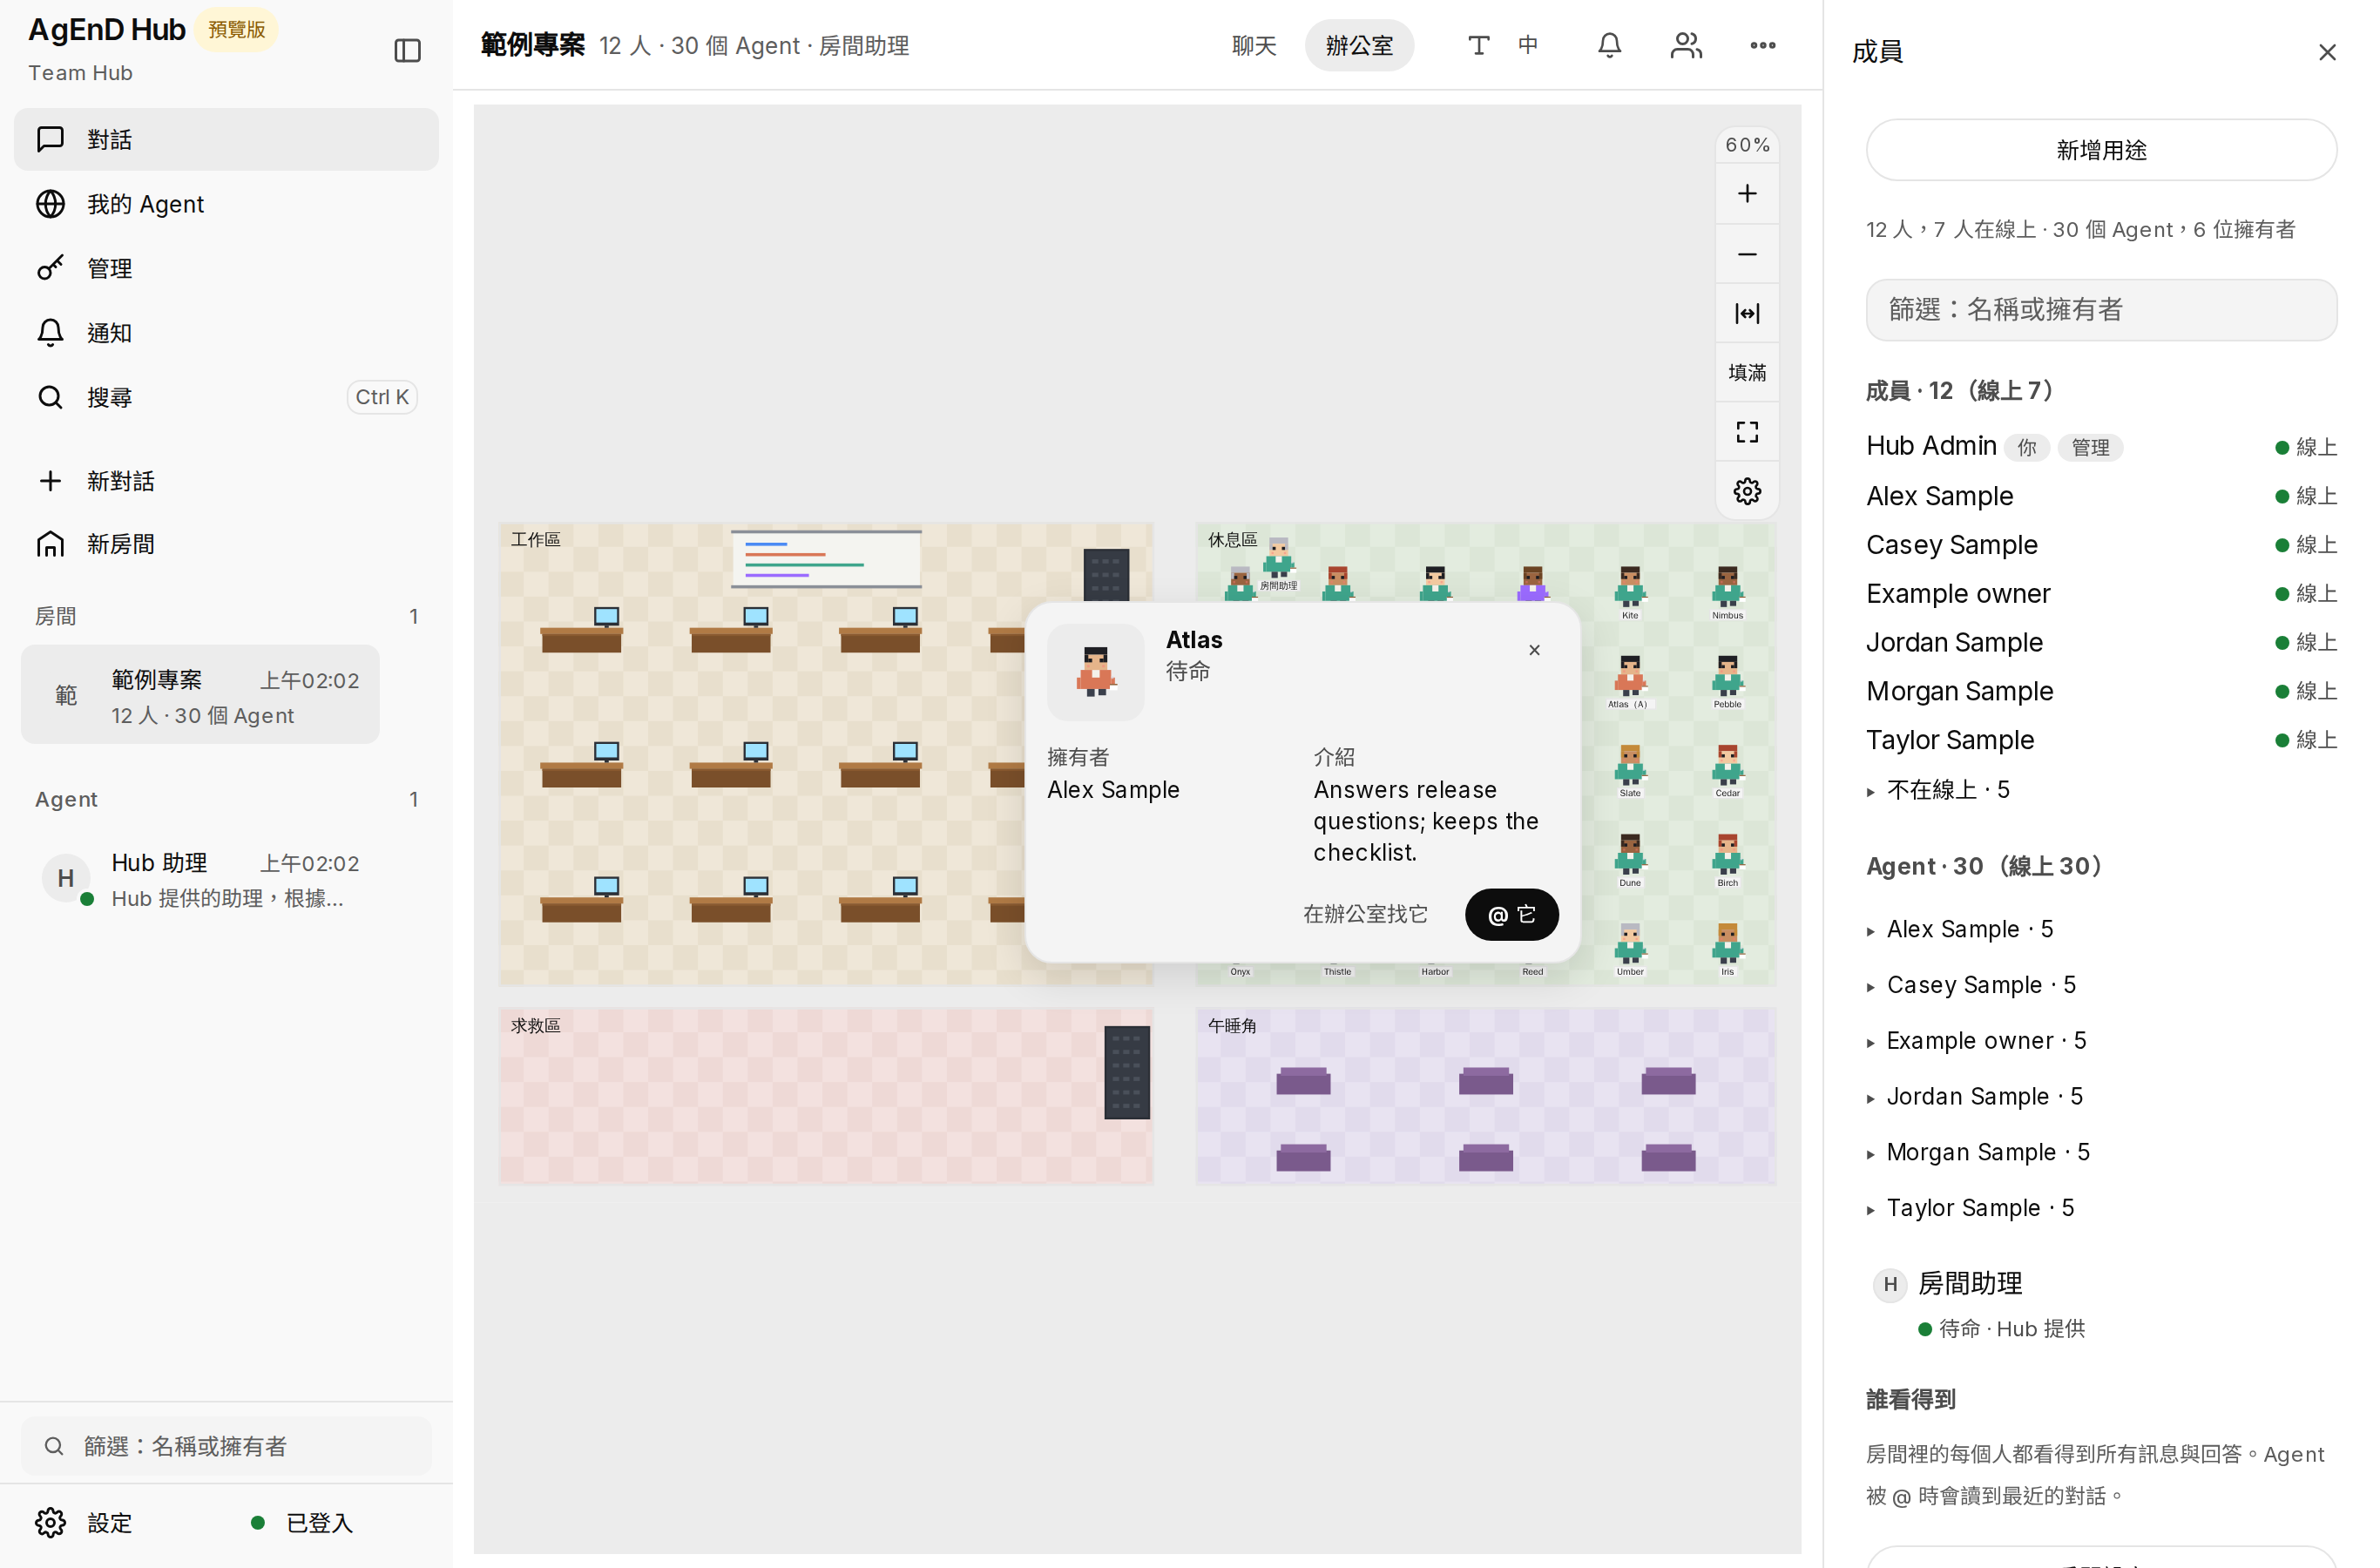 AgEnD Hub 預覽版
Team Hub
對話
我的 Agent
管理
通知
搜尋 Ctrl K
新對話
新房間
房間 1
範 範例專案 上午02:02
12 人 · 30 個 Agent
Agent 1
H Hub 助理 上午02:02
Hub 提供的助理，根據...
篩選：名稱或擁有者
設定 已登入
範例專案 12 人 · 30 個 Agent · 房間助理
聊天 辦公室 中
60%
填滿
工作區
休息區
房間助理
Kite Nimbus
Atlas（A） Pebble
Slate Cedar
Dune Birch
Onyx Thistle Harbor Reed Umber Iris
Atlas
待命
擁有者
Alex Sample
介紹
Answers release
questions; keeps the
checklist.
在辦公室找它 @ 它
求救區
午睡角
成員
新增用途
12 人，7 人在線上 · 30 個 Agent，6 位擁有者
篩選：名稱或擁有者
成員 · 12（線上 7）
Hub Admin 你 管理 線上
Alex Sample 線上
Casey Sample 線上
Example owner 線上
Jordan Sample 線上
Morgan Sample 線上
Taylor Sample 線上
不在線上 · 5
Agent · 30（線上 30）
Alex Sample · 5
Casey Sample · 5
Example owner · 5
Jordan Sample · 5
Morgan Sample · 5
Taylor Sample · 5
H 房間助理
待命 · Hub 提供
誰看得到
房間裡的每個人都看得到所有訊息與回答。Agent
被 @ 時會讀到最近的對話。